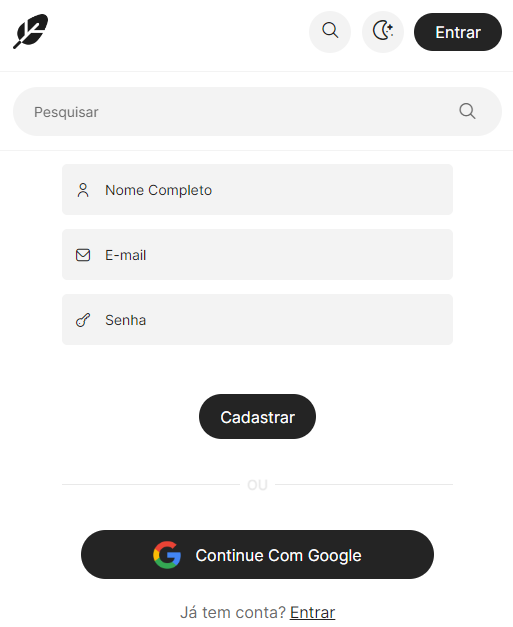 Entrar
Pesquisar
Nome Completo
E-mail
Senha
Cadastrar
OU
Continue Com Google
Já tem conta? Entrar